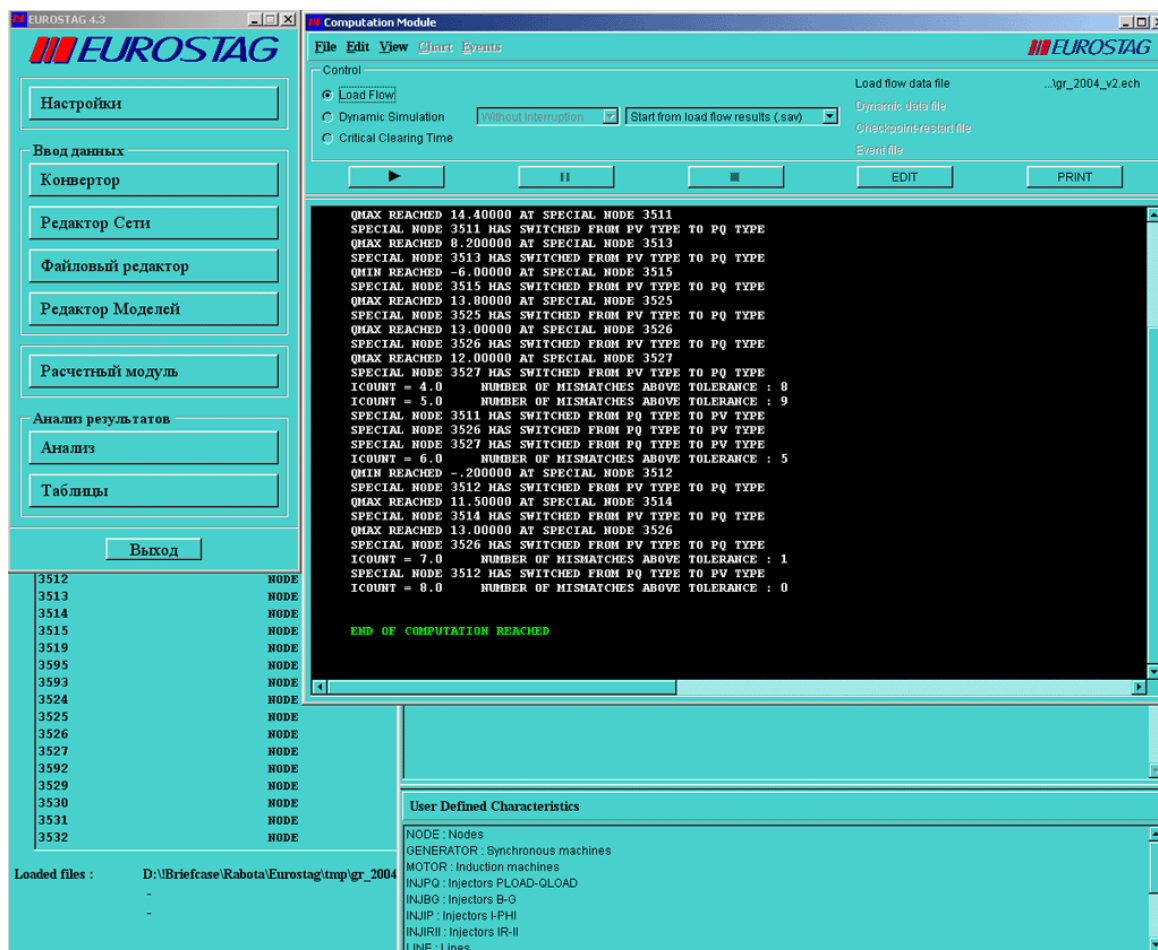 EUROSTAG 4.3
EUROSTAG
Настройки
Ввод данных
Конвертор
Редактор Сети
Файловый редактор
Редактор Моделей
Расчетный модуль
Анализ результатов
Анализ
Таблицы
Выход
Computation Module
File Edit View Chart Events
EUROSTAG
Control
Load Flow
Dynamic Simulation
Without Interruption
Start from load flow results (.sav)
Critical Clearing Time
Load flow data file
...\gr_2004_v2.ech
Dynamic data file
Checkpoint-restart file
Event file
EDIT
PRINT
QMAX REACHED 14.40000 AT SPECIAL NODE 3511
SPECIAL NODE 3511 HAS SWITCHED FROM PV TYPE TO PQ TYPE
QMAX REACHED 8.200000 AT SPECIAL NODE 3513
SPECIAL NODE 3513 HAS SWITCHED FROM PV TYPE TO PQ TYPE
QMIN REACHED -6.00000 AT SPECIAL NODE 3515
SPECIAL NODE 3515 HAS SWITCHED FROM PV TYPE TO PQ TYPE
QMAX REACHED 13.80000 AT SPECIAL NODE 3525
SPECIAL NODE 3525 HAS SWITCHED FROM PV TYPE TO PQ TYPE
QMAX REACHED 13.00000 AT SPECIAL NODE 3526
SPECIAL NODE 3526 HAS SWITCHED FROM PV TYPE TO PQ TYPE
QMAX REACHED 12.00000 AT SPECIAL NODE 3527
SPECIAL NODE 3527 HAS SWITCHED FROM PV TYPE TO PQ TYPE
ICOUNT = 4.0 NUMBER OF MISMATCHES ABOVE TOLERANCE : 8
ICOUNT = 5.0 NUMBER OF MISMATCHES ABOVE TOLERANCE : 9
SPECIAL NODE 3511 HAS SWITCHED FROM PQ TYPE TO PV TYPE
SPECIAL NODE 3526 HAS SWITCHED FROM PQ TYPE TO PV TYPE
SPECIAL NODE 3527 HAS SWITCHED FROM PQ TYPE TO PV TYPE
ICOUNT = 6.0 NUMBER OF MISMATCHES ABOVE TOLERANCE : 5
QMIN REACHED -.200000 AT SPECIAL NODE 3512
SPECIAL NODE 3512 HAS SWITCHED FROM PV TYPE TO PQ TYPE
QMAX REACHED 11.50000 AT SPECIAL NODE 3514
SPECIAL NODE 3514 HAS SWITCHED FROM PV TYPE TO PQ TYPE
QMAX REACHED 13.00000 AT SPECIAL NODE 3526
SPECIAL NODE 3526 HAS SWITCHED FROM PV TYPE TO PQ TYPE
ICOUNT = 7.0 NUMBER OF MISMATCHES ABOVE TOLERANCE : 1
SPECIAL NODE 3512 HAS SWITCHED FROM PQ TYPE TO PV TYPE
ICOUNT = 8.0 NUMBER OF MISMATCHES ABOVE TOLERANCE : 0
END OF COMPUTATION REACHED
3512 NODE
3513 NODE
3514 NODE
3515 NODE
3519 NODE
3595 NODE
3593 NODE
3524 NODE
3525 NODE
3526 NODE
3527 NODE
3592 NODE
3529 NODE
3530 NODE
3531 NODE
3532 NODE
Loaded files : D:\!Briefcase\Rabota\Eurostag\tmp\gr_2004
-
-
User Defined Characteristics
NODE : Nodes
GENERATOR : Synchronous machines
MOTOR : Induction machines
INJPQ : Injectors PLOAD-QLOAD
INJBG : Injectors B-G
INJIP : Injectors I-PHI
INJIRII : Injectors IR-II
LINE : Lines